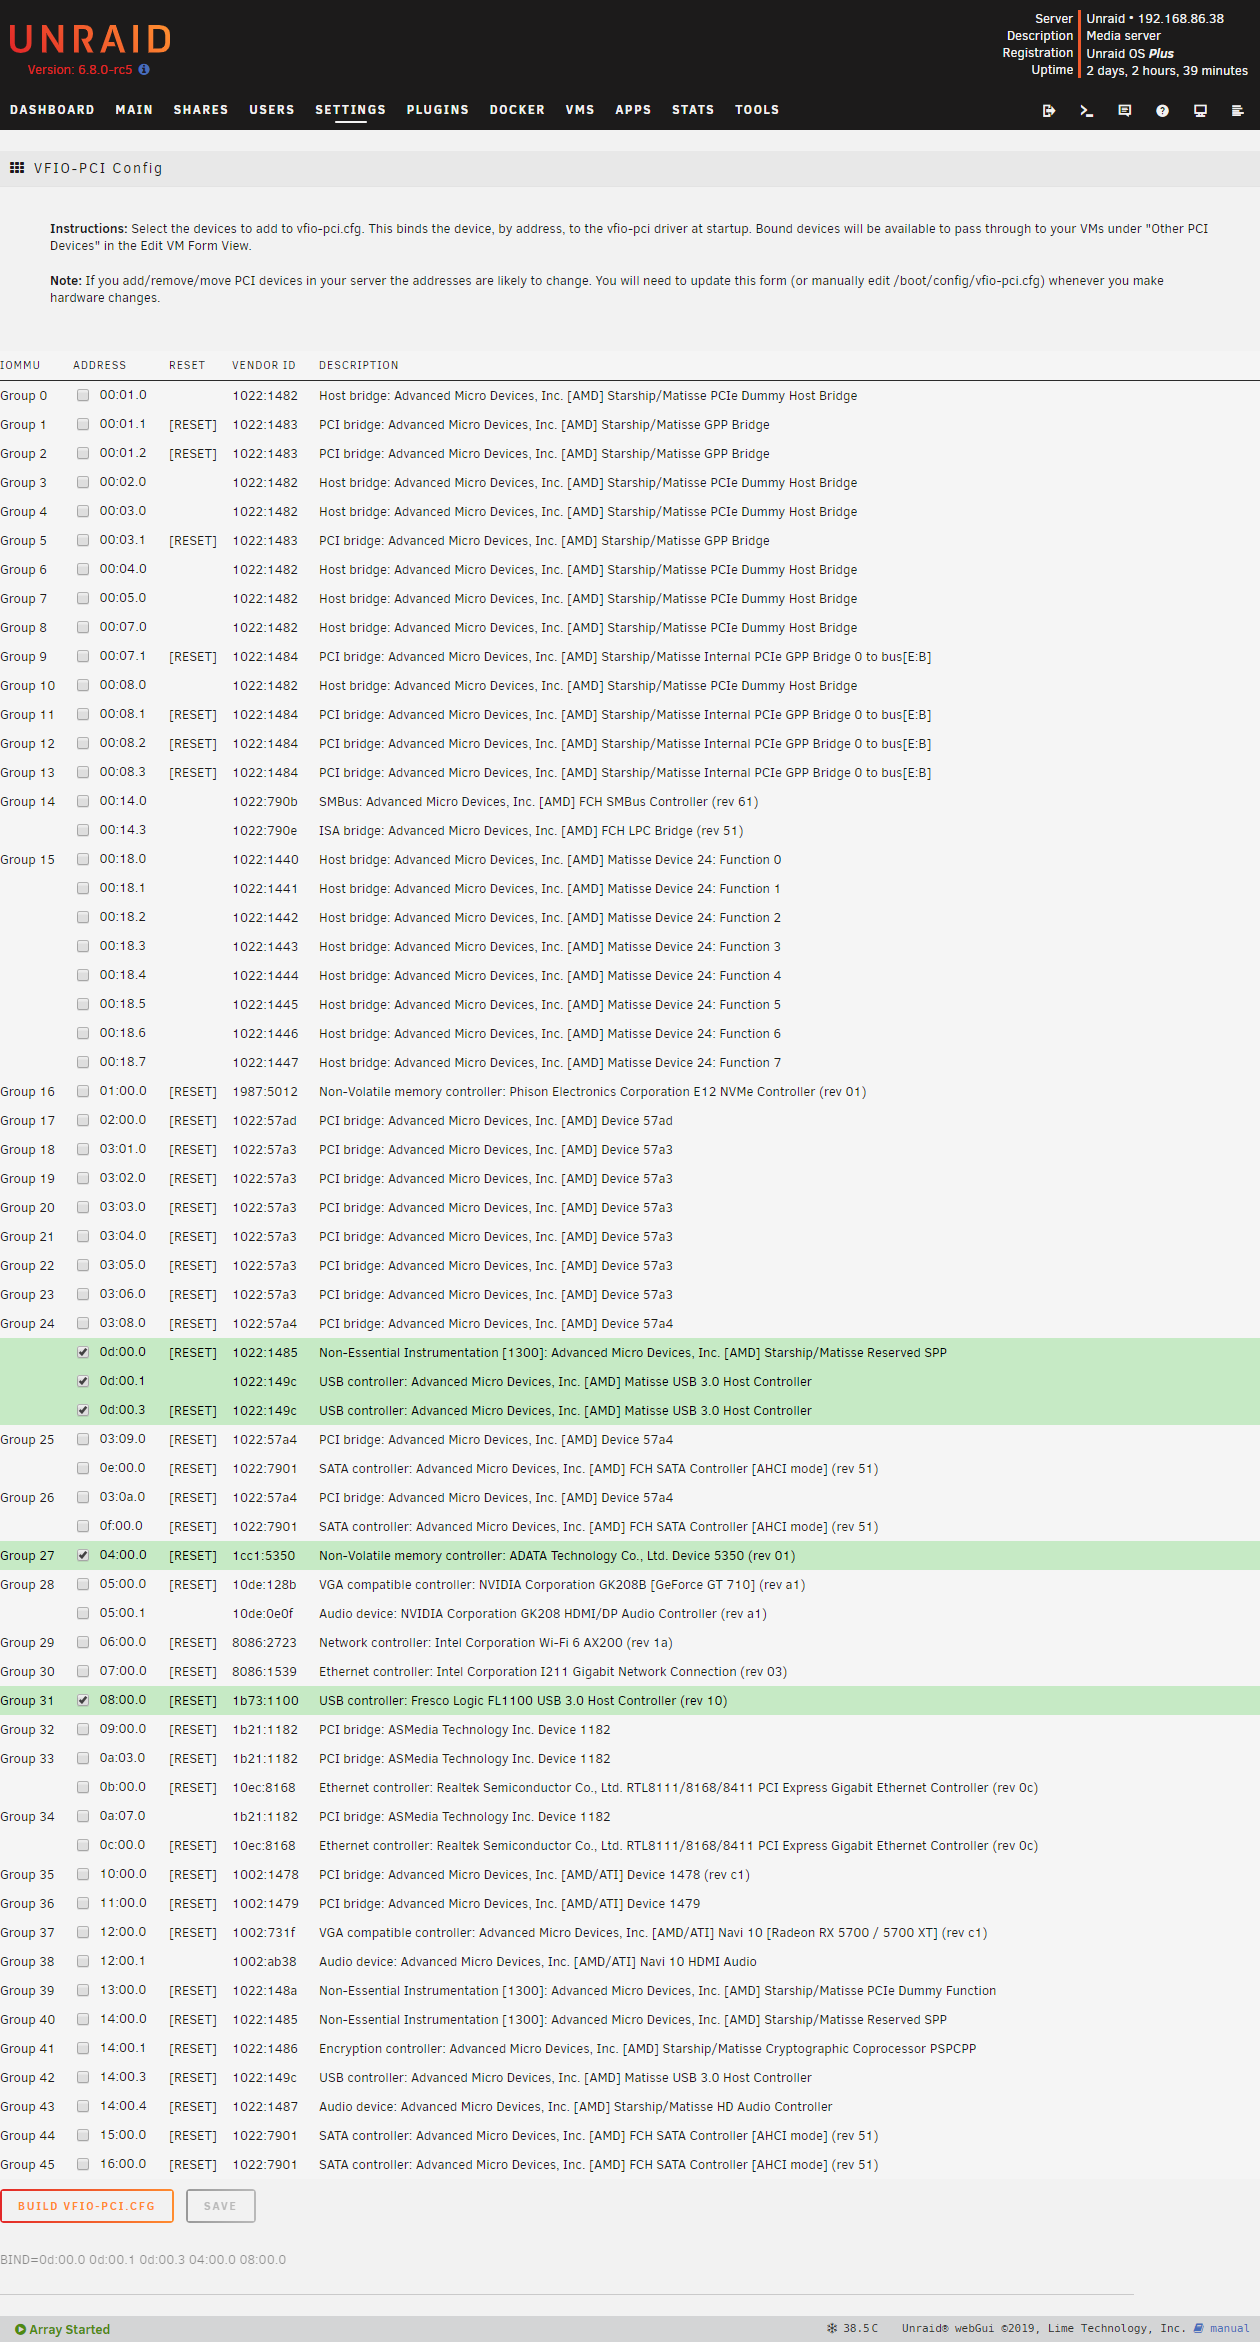 UNRAID
Version: 6.8.0-rc5
Server Unraid • 192.168.86.38
Description Media server
Registration Unraid OS Plus
Uptime 2 days, 2 hours, 39 minutes
DASHBOARD MAIN SHARES USERS SETTINGS PLUGINS DOCKER VMS APPS STATS TOOLS
VFIO-PCI Config
Instructions: Select the devices to add to vfio-pci.cfg. This binds the device, by address, to the vfio-pci driver at startup. Bound devices will be available to pass through to your VMs under "Other PCI
Devices" in the Edit VM Form View.
Note: If you add/remove/move PCI devices in your server the addresses are likely to change. You will need to update this form (or manually edit /boot/config/vfio-pci.cfg) whenever you make
hardware changes.
IOMMU ADDRESS RESET VENDOR ID DESCRIPTION
Group 0 00:01.0 1022:1482 Host bridge: Advanced Micro Devices, Inc. [AMD] Starship/Matisse PCIe Dummy Host Bridge
Group 1 00:01.1 [RESET] 1022:1483 PCI bridge: Advanced Micro Devices, Inc. [AMD] Starship/Matisse GPP Bridge
Group 2 00:01.2 [RESET] 1022:1483 PCI bridge: Advanced Micro Devices, Inc. [AMD] Starship/Matisse GPP Bridge
Group 3 00:02.0 1022:1482 Host bridge: Advanced Micro Devices, Inc. [AMD] Starship/Matisse PCIe Dummy Host Bridge
Group 4 00:03.0 1022:1482 Host bridge: Advanced Micro Devices, Inc. [AMD] Starship/Matisse PCIe Dummy Host Bridge
Group 5 00:03.1 [RESET] 1022:1483 PCI bridge: Advanced Micro Devices, Inc. [AMD] Starship/Matisse GPP Bridge
Group 6 00:04.0 1022:1482 Host bridge: Advanced Micro Devices, Inc. [AMD] Starship/Matisse PCIe Dummy Host Bridge
Group 7 00:05.0 1022:1482 Host bridge: Advanced Micro Devices, Inc. [AMD] Starship/Matisse PCIe Dummy Host Bridge
Group 8 00:07.0 1022:1482 Host bridge: Advanced Micro Devices, Inc. [AMD] Starship/Matisse PCIe Dummy Host Bridge
Group 9 00:07.1 [RESET] 1022:1484 PCI bridge: Advanced Micro Devices, Inc. [AMD] Starship/Matisse Internal PCIe GPP Bridge 0 to bus[E:B]
Group 10 00:08.0 1022:1482 Host bridge: Advanced Micro Devices, Inc. [AMD] Starship/Matisse PCIe Dummy Host Bridge
Group 11 00:08.1 [RESET] 1022:1484 PCI bridge: Advanced Micro Devices, Inc. [AMD] Starship/Matisse Internal PCIe GPP Bridge 0 to bus[E:B]
Group 12 00:08.2 [RESET] 1022:1484 PCI bridge: Advanced Micro Devices, Inc. [AMD] Starship/Matisse Internal PCIe GPP Bridge 0 to bus[E:B]
Group 13 00:08.3 [RESET] 1022:1484 PCI bridge: Advanced Micro Devices, Inc. [AMD] Starship/Matisse Internal PCIe GPP Bridge 0 to bus[E:B]
Group 14 00:14.0 1022:790b SMBus: Advanced Micro Devices, Inc. [AMD] FCH SMBus Controller (rev 61)
00:14.3 1022:790e ISA bridge: Advanced Micro Devices, Inc. [AMD] FCH LPC Bridge (rev 51)
Group 15 00:18.0 1022:1440 Host bridge: Advanced Micro Devices, Inc. [AMD] Matisse Device 24: Function 0
00:18.1 1022:1441 Host bridge: Advanced Micro Devices, Inc. [AMD] Matisse Device 24: Function 1
00:18.2 1022:1442 Host bridge: Advanced Micro Devices, Inc. [AMD] Matisse Device 24: Function 2
00:18.3 1022:1443 Host bridge: Advanced Micro Devices, Inc. [AMD] Matisse Device 24: Function 3
00:18.4 1022:1444 Host bridge: Advanced Micro Devices, Inc. [AMD] Matisse Device 24: Function 4
00:18.5 1022:1445 Host bridge: Advanced Micro Devices, Inc. [AMD] Matisse Device 24: Function 5
00:18.6 1022:1446 Host bridge: Advanced Micro Devices, Inc. [AMD] Matisse Device 24: Function 6
00:18.7 1022:1447 Host bridge: Advanced Micro Devices, Inc. [AMD] Matisse Device 24: Function 7
Group 16 01:00.0 [RESET] 1987:5012 Non-Volatile memory controller: Phison Electronics Corporation E12 NVMe Controller (rev 01)
Group 17 02:00.0 [RESET] 1022:57ad PCI bridge: Advanced Micro Devices, Inc. [AMD] Device 57ad
Group 18 03:01.0 [RESET] 1022:57a3 PCI bridge: Advanced Micro Devices, Inc. [AMD] Device 57a3
Group 19 03:02.0 [RESET] 1022:57a3 PCI bridge: Advanced Micro Devices, Inc. [AMD] Device 57a3
Group 20 03:03.0 [RESET] 1022:57a3 PCI bridge: Advanced Micro Devices, Inc. [AMD] Device 57a3
Group 21 03:04.0 [RESET] 1022:57a3 PCI bridge: Advanced Micro Devices, Inc. [AMD] Device 57a3
Group 22 03:05.0 [RESET] 1022:57a3 PCI bridge: Advanced Micro Devices, Inc. [AMD] Device 57a3
Group 23 03:06.0 [RESET] 1022:57a3 PCI bridge: Advanced Micro Devices, Inc. [AMD] Device 57a3
Group 24 03:08.0 [RESET] 1022:57a4 PCI bridge: Advanced Micro Devices, Inc. [AMD] Device 57a4
0d:00.0 [RESET] 1022:1485 Non-Essential Instrumentation [1300]: Advanced Micro Devices, Inc. [AMD] Starship/Matisse Reserved SPP
0d:00.1 1022:149c USB controller: Advanced Micro Devices, Inc. [AMD] Matisse USB 3.0 Host Controller
0d:00.3 [RESET] 1022:149c USB controller: Advanced Micro Devices, Inc. [AMD] Matisse USB 3.0 Host Controller
Group 25 03:09.0 [RESET] 1022:57a4 PCI bridge: Advanced Micro Devices, Inc. [AMD] Device 57a4
0e:00.0 [RESET] 1022:7901 SATA controller: Advanced Micro Devices, Inc. [AMD] FCH SATA Controller [AHCI mode] (rev 51)
Group 26 03:0a.0 [RESET] 1022:57a4 PCI bridge: Advanced Micro Devices, Inc. [AMD] Device 57a4
0f:00.0 [RESET] 1022:7901 SATA controller: Advanced Micro Devices, Inc. [AMD] FCH SATA Controller [AHCI mode] (rev 51)
Group 27 04:00.0 [RESET] 1cc1:5350 Non-Volatile memory controller: ADATA Technology Co., Ltd. Device 5350 (rev 01)
Group 28 05:00.0 [RESET] 10de:128b VGA compatible controller: NVIDIA Corporation GK208B [GeForce GT 710] (rev a1)
05:00.1 10de:0e0f Audio device: NVIDIA Corporation GK208 HDMI/DP Audio Controller (rev a1)
Group 29 06:00.0 [RESET] 8086:2723 Network controller: Intel Corporation Wi-Fi 6 AX200 (rev 1a)
Group 30 07:00.0 [RESET] 8086:1539 Ethernet controller: Intel Corporation I211 Gigabit Network Connection (rev 03)
Group 31 08:00.0 [RESET] 1b73:1100 USB controller: Fresco Logic FL1100 USB 3.0 Host Controller (rev 10)
Group 32 09:00.0 [RESET] 1b21:1182 PCI bridge: ASMedia Technology Inc. Device 1182
Group 33 0a:03.0 [RESET] 1b21:1182 PCI bridge: ASMedia Technology Inc. Device 1182
0b:00.0 [RESET] 10ec:8168 Ethernet controller: Realtek Semiconductor Co., Ltd. RTL8111/8168/8411 PCI Express Gigabit Ethernet Controller (rev 0c)
Group 34 0a:07.0 1b21:1182 PCI bridge: ASMedia Technology Inc. Device 1182
0c:00.0 [RESET] 10ec:8168 Ethernet controller: Realtek Semiconductor Co., Ltd. RTL8111/8168/8411 PCI Express Gigabit Ethernet Controller (rev 0c)
Group 35 10:00.0 [RESET] 1002:1478 PCI bridge: Advanced Micro Devices, Inc. [AMD/ATI] Device 1478 (rev c1)
Group 36 11:00.0 [RESET] 1002:1479 PCI bridge: Advanced Micro Devices, Inc. [AMD/ATI] Device 1479
Group 37 12:00.0 [RESET] 1002:731f VGA compatible controller: Advanced Micro Devices, Inc. [AMD/ATI] Navi 10 [Radeon RX 5700 / 5700 XT] (rev c1)
Group 38 12:00.1 1002:ab38 Audio device: Advanced Micro Devices, Inc. [AMD/ATI] Navi 10 HDMI Audio
Group 39 13:00.0 [RESET] 1022:148a Non-Essential Instrumentation [1300]: Advanced Micro Devices, Inc. [AMD] Starship/Matisse PCIe Dummy Function
Group 40 14:00.0 [RESET] 1022:1485 Non-Essential Instrumentation [1300]: Advanced Micro Devices, Inc. [AMD] Starship/Matisse Reserved SPP
Group 41 14:00.1 [RESET] 1022:1486 Encryption controller: Advanced Micro Devices, Inc. [AMD] Starship/Matisse Cryptographic Coprocessor PSPCPP
Group 42 14:00.3 [RESET] 1022:149c USB controller: Advanced Micro Devices, Inc. [AMD] Matisse USB 3.0 Host Controller
Group 43 14:00.4 [RESET] 1022:1487 Audio device: Advanced Micro Devices, Inc. [AMD] Starship/Matisse HD Audio Controller
Group 44 15:00.0 [RESET] 1022:7901 SATA controller: Advanced Micro Devices, Inc. [AMD] FCH SATA Controller [AHCI mode] (rev 51)
Group 45 16:00.0 [RESET] 1022:7901 SATA controller: Advanced Micro Devices, Inc. [AMD] FCH SATA Controller [AHCI mode] (rev 51)
BUILD VFIO-PCI.CFG SAVE
BIND=0d:00.0 0d:00.1 0d:00.3 04:00.0 08:00.0
Array Started 38.5 C Unraid® webGui ©2019, Lime Technology, Inc. manual